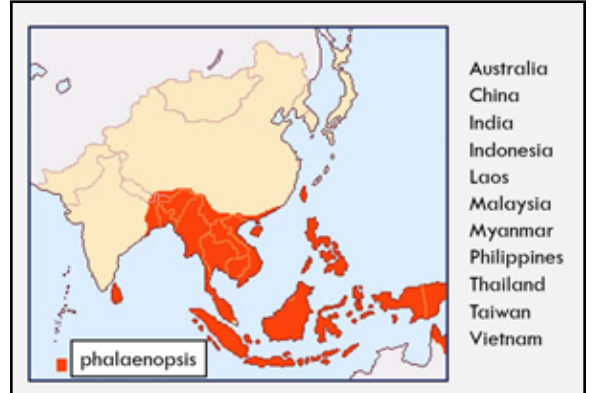 Australia
China
India
Indonesia
Laos
Malaysia
Myanmar
Philippines
Thailand
Taiwan
Vietnam
phalaenopsis